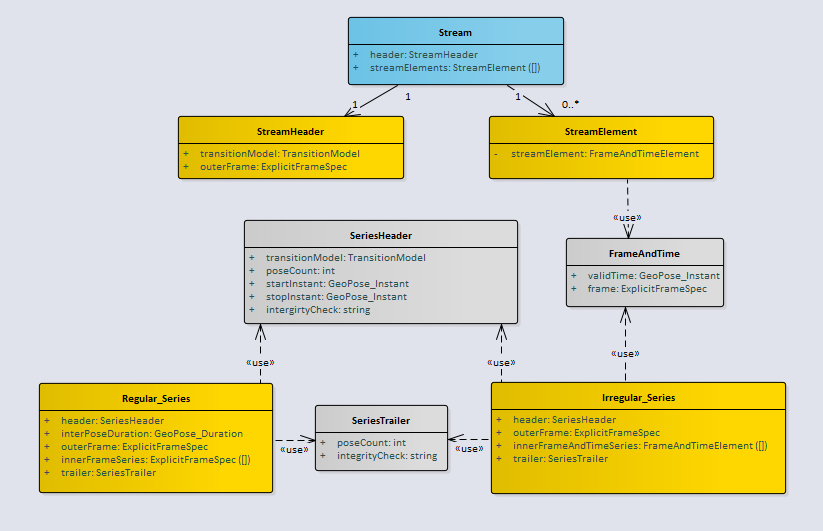 Stream
+ header: StreamHeader
+ streamElements: StreamElement ([])
1
1
1
0..*
StreamHeader
+ transitionModel: TransitionModel
+ outerFrame: ExplicitFrameSpec
StreamElement
- streamElement: FrameAndTimeElement
«use»
SeriesHeader
+ transitionModel: TransitionModel
+ poseCount: int
+ startInstant: GeoPose_Instant
+ stopInstant: GeoPose_Instant
+ intergirtyCheck: string
FrameAndTime
+ validTime: GeoPose_Instant
+ frame: ExplicitFrameSpec
«use»
«use»
«use»
Regular_Series
+ header: SeriesHeader
+ interPoseDuration: GeoPose_Duration
+ outerFrame: ExplicitFrameSpec
+ innerFrameSeries: ExplicitFrameSpec ([])
+ trailer: SeriesTrailer
«use»
SeriesTrailer
+ poseCount: int
+ integrityCheck: string
«use»
Irregular_Series
+ header: SeriesHeader
+ outerFrame: ExplicitFrameSpec
+ innerFrameAndTimeSeries: FrameAndTimeElement ([])
+ trailer: SeriesTrailer